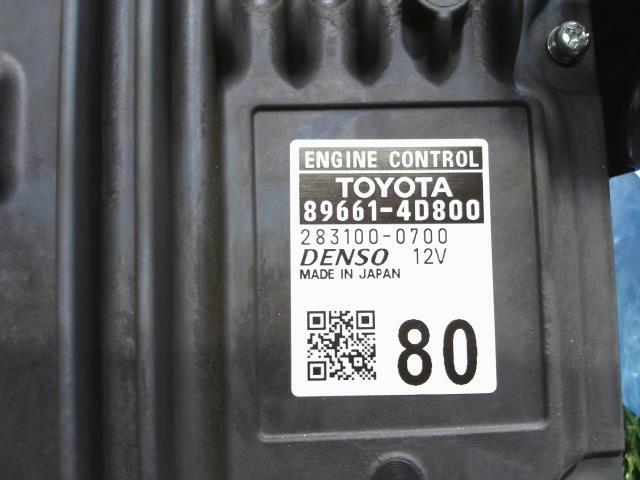 ENGINE CONTROL
TOYOTA
89661-4D800
283100-0700
DENSO 12V
MADE IN JAPAN
80